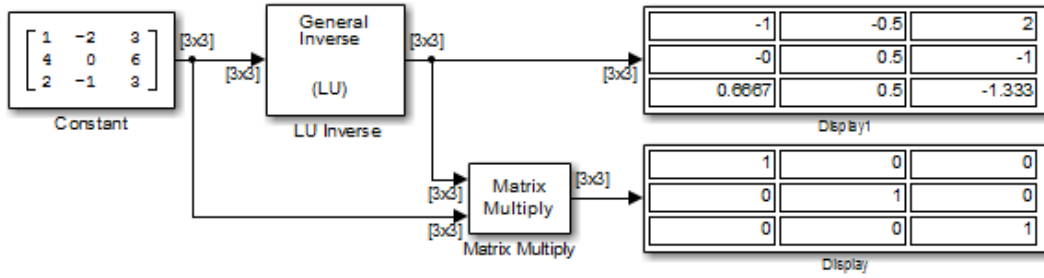 1 -2 3
4 0 6
2 -1 3
[3x3]
Constant
[3x3]
General
Inverse
(LU)
LU Inverse
[3x3]
[3x3]
-1 -0.5 2
-0 0.5 -1
0.6667 0.5 -1.333
Display1
[3x3]
[3x3]
Matrix
Multiply
Matrix Multiply
[3x3]
1 0 0
0 1 0
0 0 1
Display